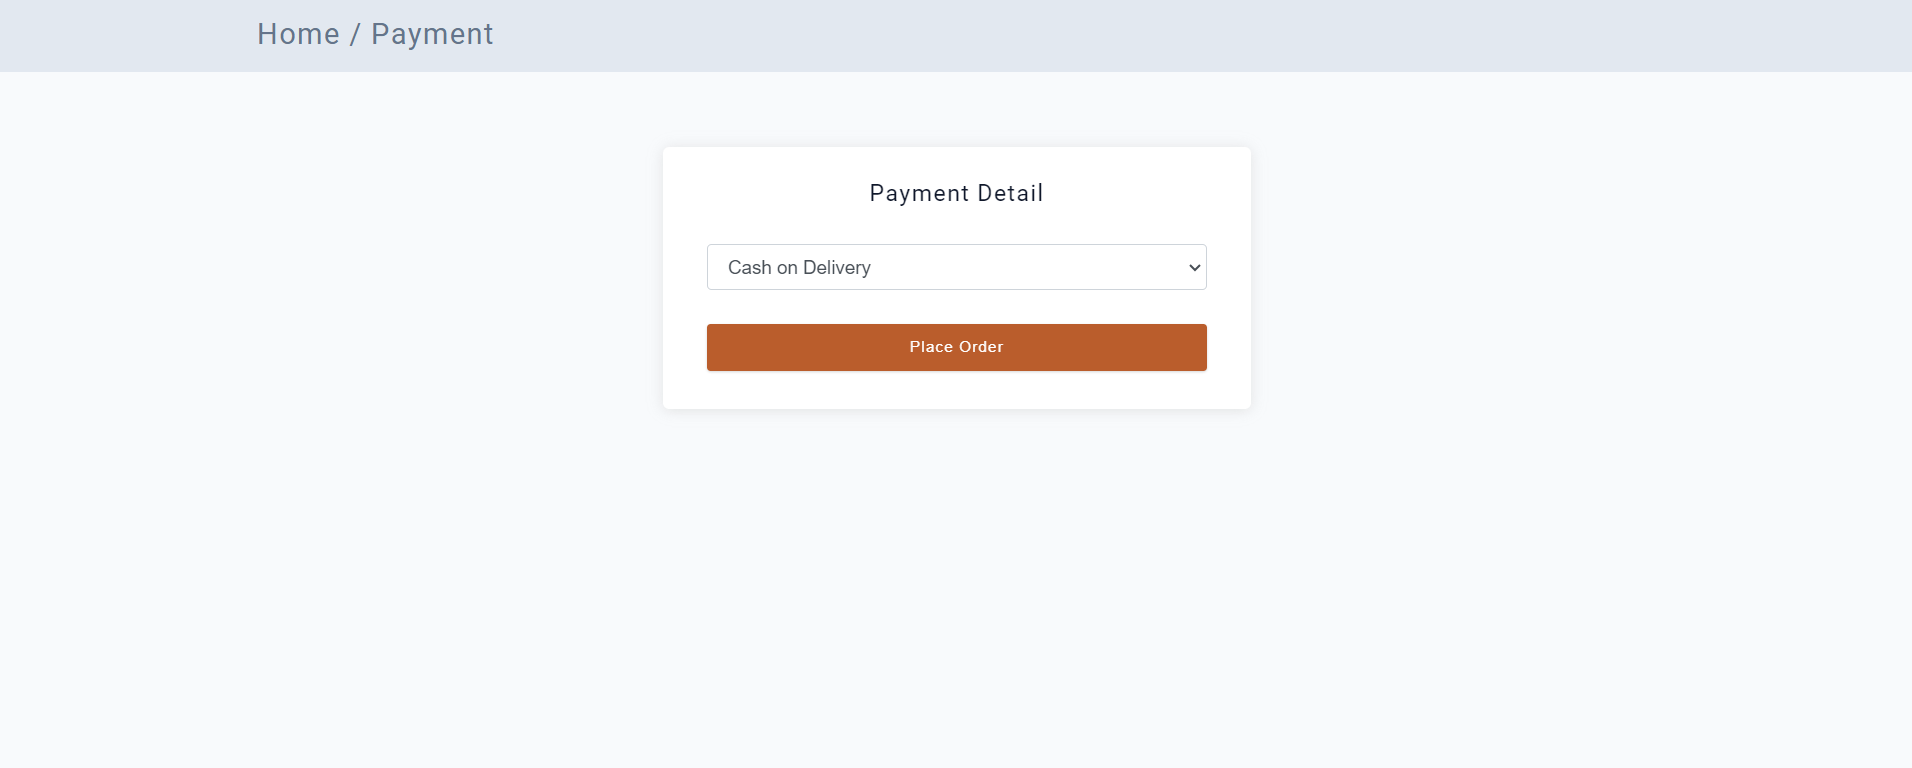 Home / Payment
Payment Detail
Cash on Delivery
Place Order